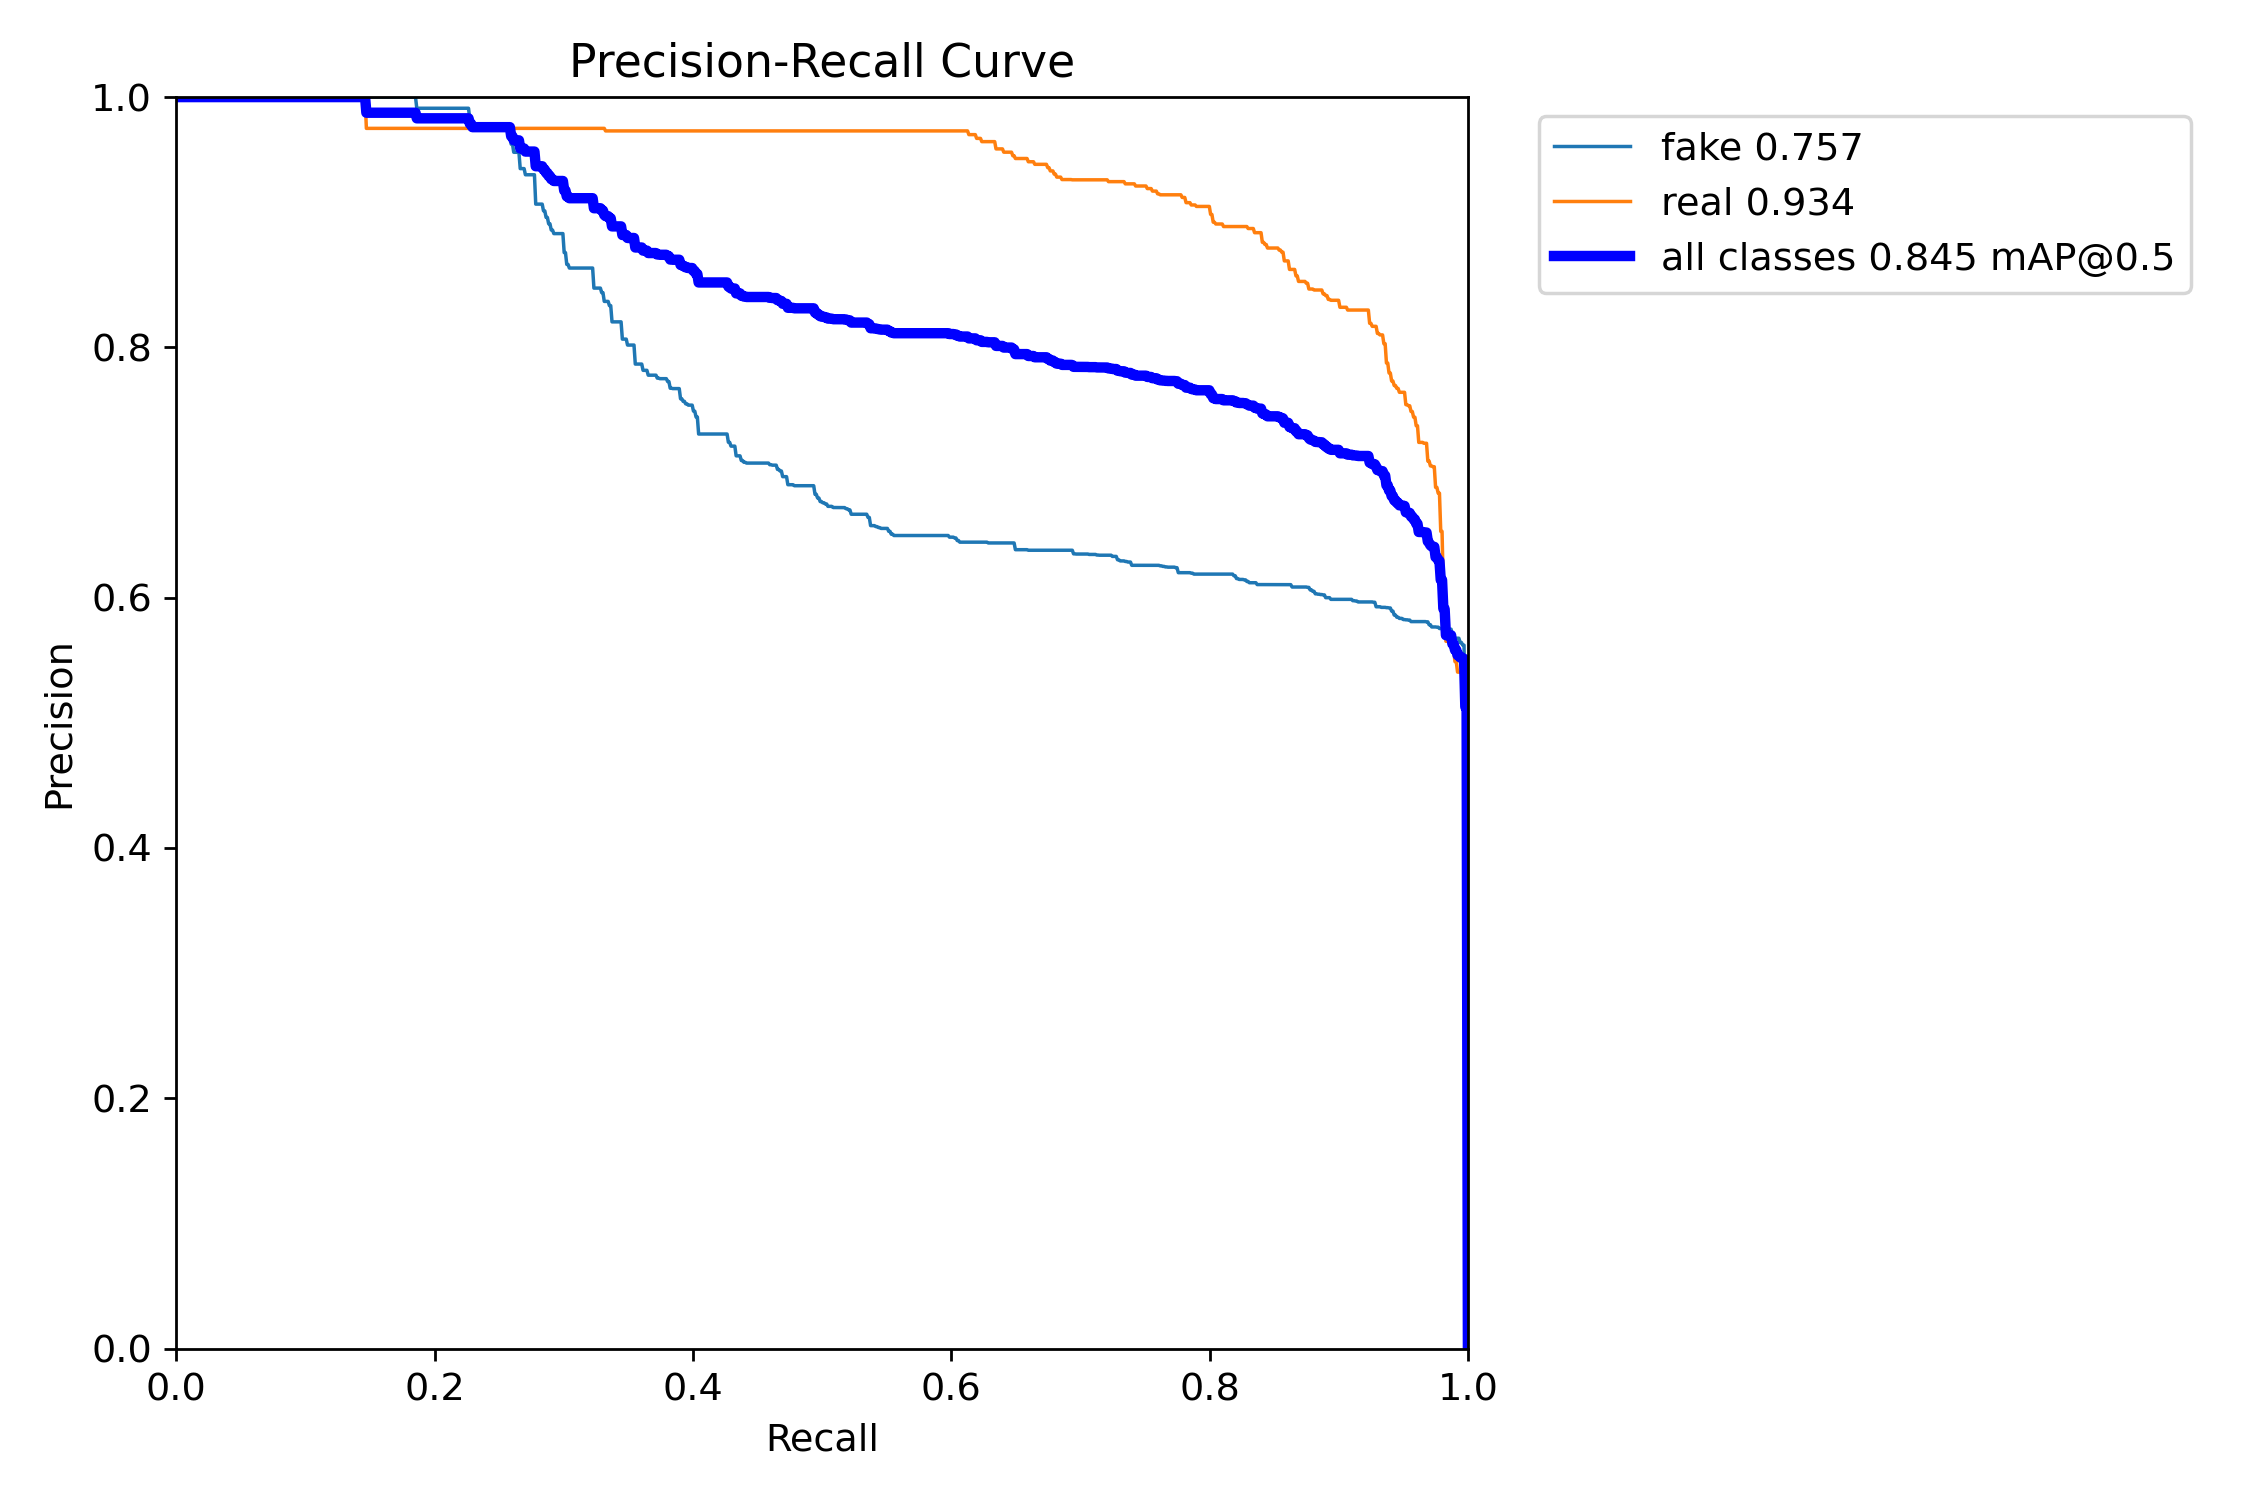 Precision-Recall Curve
1.0
0.8
0.6
0.4
0.2
0.0
Precision
0.0 0.2 0.4 0.6 0.8 1.0
Recall
fake 0.757
real 0.934
all classes 0.845 mAP@0.5